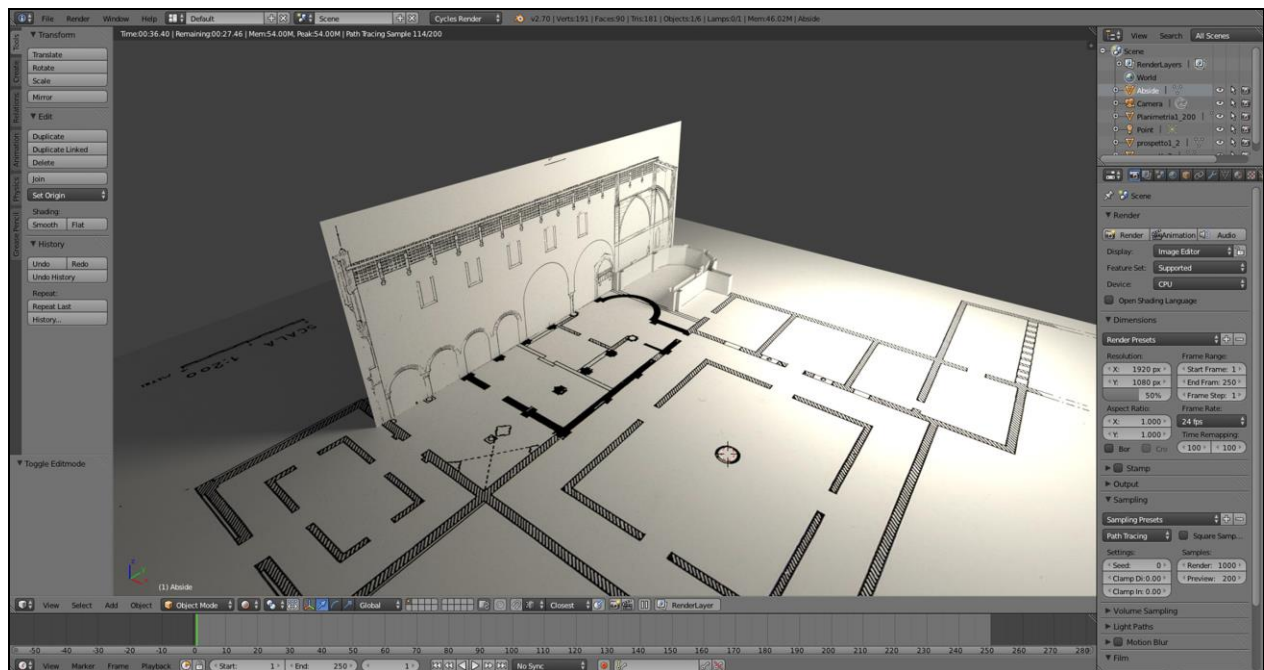 File Render Window Help Default Scene Cycles Render v2.70 | Verts:191 | Faces:90 | Tris:181 | Objects:1/6 | Lamps:0/1 | Mem:46.02M | Abside
Time:00:36.40 | Remaining:00:27.46 | Mem:54.00M, Peak:54.00M | Path Tracing Sample 114/200
Tools
Create
Relations
Animation
Physics
Grease Pencil
Transform
Translate
Rotate
Scale
Mirror
Edit
Duplicate
Duplicate Linked
Delete
Join
Set Origin
Shading:
Smooth Flat
History
Undo Redo
Undo History
Repeat:
Repeat Last
History...
Toggle Editmode
SCALA 1:200
(1) Abside
View Select Add Object Object Mode Global Closest RenderLayer
-50 -40 -30 -20 -10 0 10 20 30 40 50 60 70 80 90 100 110 120 130 140 150 160 170 180 190 200 210 220 230 240 250 260 270 280
View Marker Frame Playback Start: 1 End: 250 1 No Sync
View Search All Scenes
Scene
RenderLayers |
World
Abside |
Camera |
Planimetria1_200 |
Point |
prospetto1_2 |
Scene
Render
Render Animation Audio
Display: Image Editor
Feature Set: Supported
Device: CPU
Open Shading Language
Dimensions
Render Presets
Resolution: Frame Range:
X: 1920 px Start Frame: 1
Y: 1080 px End Fram: 250
50% Frame Step: 1
Aspect Ratio: Frame Rate:
X: 1.000 24 fps
Y: 1.000 Time Remapping:
Bor Cro 100 100
Stamp
Output
Sampling
Sampling Presets
Path Tracing Square Samp...
Settings: Samples:
Seed: 0 Render: 1000
Clamp Di:0.00 Preview: 200
Clamp In: 0.00
Volume Sampling
Light Paths
Motion Blur
Film